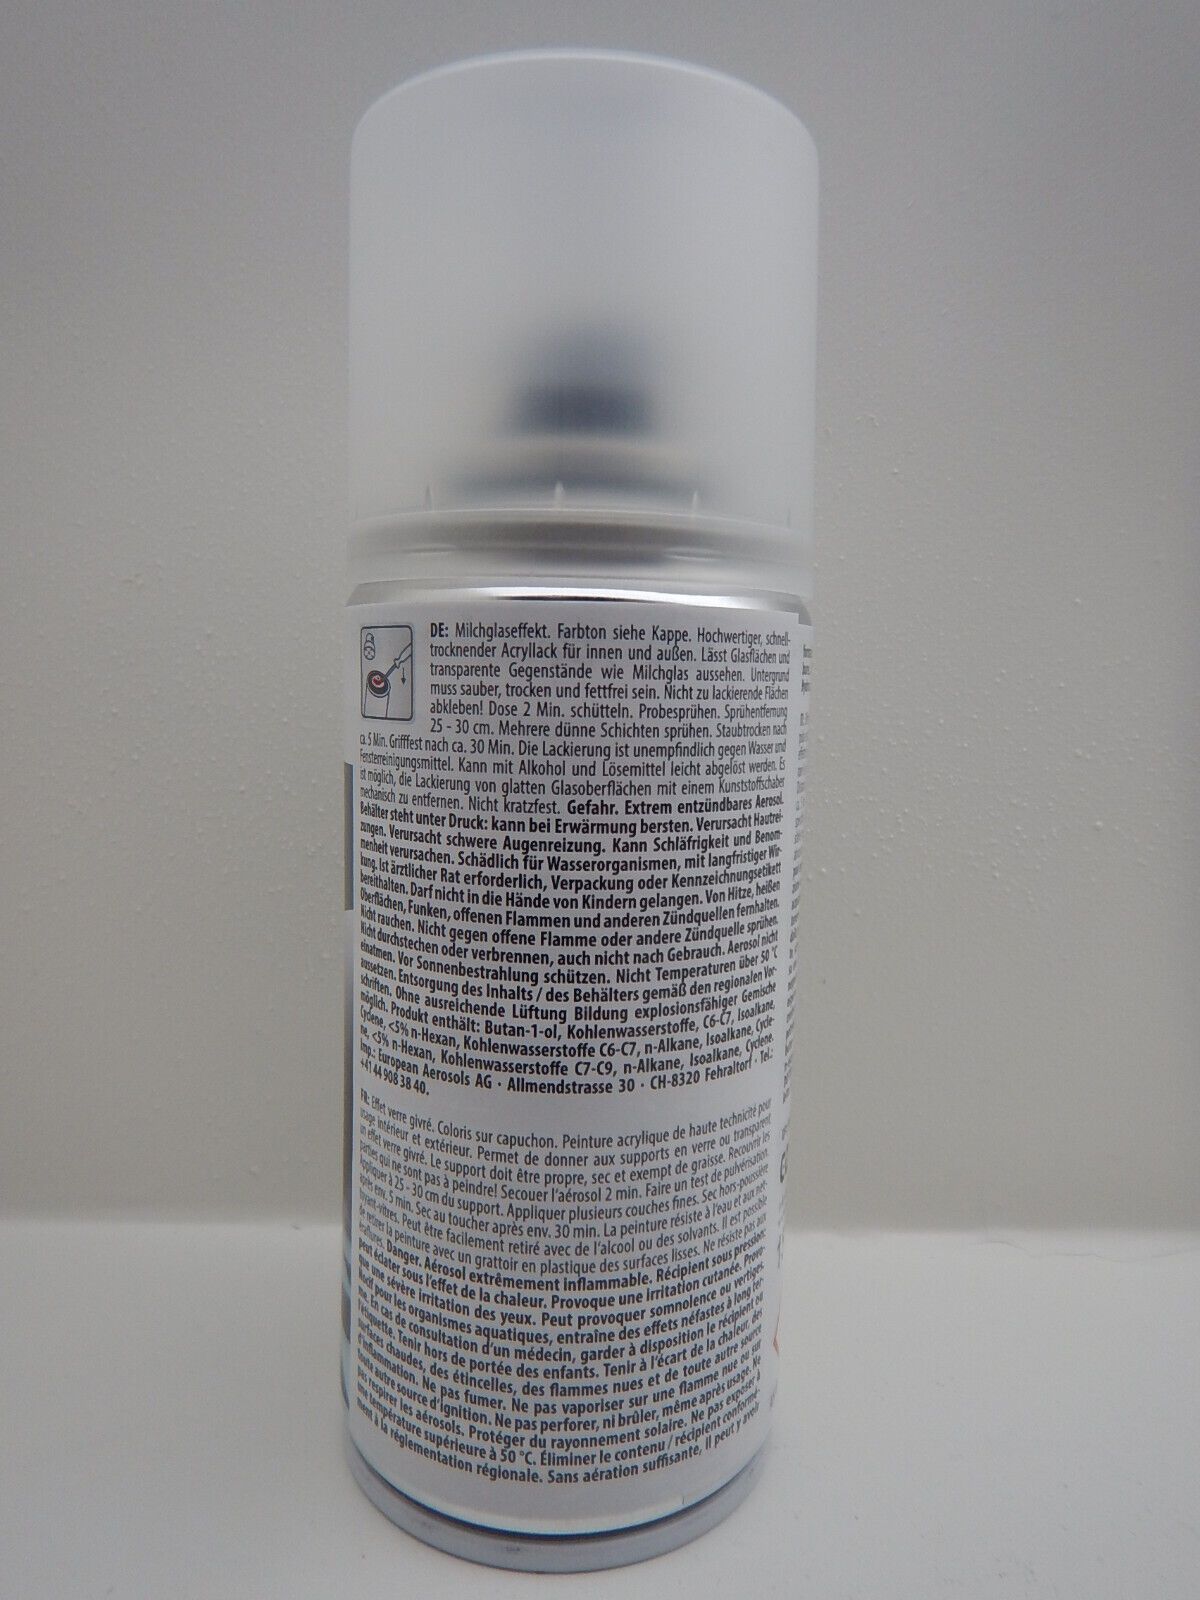 DE: Milchglaseffekt. Farbton siehe Kappe. Hochwertiger, schnell-
trocknender Acryllack für innen und außen. Lässt Glasflächen und
transparente Gegenstände wie Milchglas aussehen. Untergrund
muss sauber, trocken und fettfrei sein. Nicht zu lackierende Flächen
abkleben! Dose 2 Min. schütteln. Probesprühen. Sprühentfernung
25 - 30 cm. Mehrere dünne Schichten sprühen. Staubtrocken nach
ca. 5 Min. Grifffest nach ca. 30 Min. Die Lackierung ist unempfindlich gegen Wasser und
Fensterreinigungsmittel. Kann mit Alkohol und Lösemittel leicht abgelöst werden. Es
ist möglich, die Lackierung von glatten Glasoberflächen mit einem Kunststoffschaber
mechanisch zu entfernen. Nicht kratzfest. Gefahr. Extrem entzündbares Aerosol.
Behälter steht unter Druck: kann bei Erwärmung bersten. Verursacht Hautrei-
zungen. Verursacht schwere Augenreizung. Kann Schläfrigkeit und Benom-
menheit verursachen. Schädlich für Wasserorganismen, mit langfristiger Wir-
kung. Ist ärztlicher Rat erforderlich, Verpackung oder Kennzeichnungsetikett
bereithalten. Darf nicht in die Hände von Kindern gelangen. Von Hitze, heißen
Oberflächen, Funken, offenen Flammen und anderen Zündquellen fernhalten.
Nicht rauchen. Nicht gegen offene Flamme oder andere Zündquelle sprühen.
Nicht durchstechen oder verbrennen, auch nicht nach Gebrauch. Aerosol nicht
einatmen. Vor Sonnenbestrahlung schützen. Nicht Temperaturen über 50 °C
aussetzen. Entsorgung des Inhalts / des Behälters gemäß den regionalen Vor-
schriften. Ohne ausreichende Lüftung Bildung explosionsfähiger Gemische
möglich. Produkt enthält: Butan-1-ol, Kohlenwasserstoffe, C6-C7, Isoalkane,
Cyclene, <5% n-Hexan, Kohlenwasserstoffe C6-C7, n-Alkane, Isoalkane, Cycle-
ne, <5% n-Hexan, Kohlenwasserstoffe C7-C9, n-Alkane, Isoalkane, Cyclene.
Imp.: European Aerosols AG · Allmendstrasse 30 · CH-8320 Fehraltorf · Tel.:
+41 44 908 38 40.
FR: Effet verre givré. Coloris sur capuchon. Peinture acrylique de haute technicité pour
usage intérieur et extérieur. Permet de donner aux supports en verre ou transparent
un effet verre givré. Le support doit être propre, sec et exempt de graisse. Recouvrir les
parties qui ne sont pas à peindre! Secouer l'aérosol 2 min. Faire un test de pulvérisation.
Appliquer à 25 - 30 cm du support. Appliquer plusieurs couches fines. Sec hors-poussière
après env. 5 min. Sec au toucher après env. 30 min. La peinture résiste à l'eau et aux net-
toyant-vitres. Peut être facilement retiré avec de l'alcool ou des solvants. Il est possible
de retirer la peinture avec un grattoir en plastique des surfaces lisses. Ne résiste pas aux
éraflures. Danger. Aérosol extrêmement inflammable. Récipient sous pression:
peut éclater sous l'effet de la chaleur. Provoque une irritation cutanée. Provo-
que une sévère irritation des yeux. Peut provoquer somnolence ou vertiges.
Nocif pour les organismes aquatiques, entraîne des effets néfastes à long ter-
me. En cas de consultation d'un médecin, garder à disposition le récipient ou
l'étiquette. Tenir hors de portée des enfants. Tenir à l'écart de la chaleur, des
surfaces chaudes, des étincelles, des flammes nues et de toute autre source
d'inflammation. Ne pas fumer. Ne pas vaporiser sur une flamme nue ou sur
toute autre source d'ignition. Ne pas perforer, ni brûler, même après usage. Ne
pas respirer les aérosols. Protéger du rayonnement solaire. Ne pas exposer à
une température supérieure à 50 °C. Éliminer le contenu / récipient conformé-
ment à la réglementation régionale. Sans aération suffisante, il peut y avoir